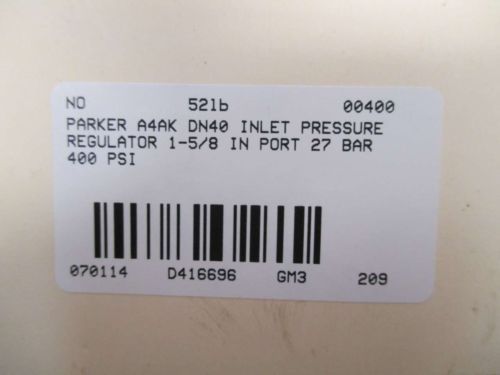 NO 52lb 00400
PARKER A4AK DN40 INLET PRESSURE
REGULATOR 1-5/8 IN PORT 27 BAR
400 PSI
070114 D416696 GM3 209